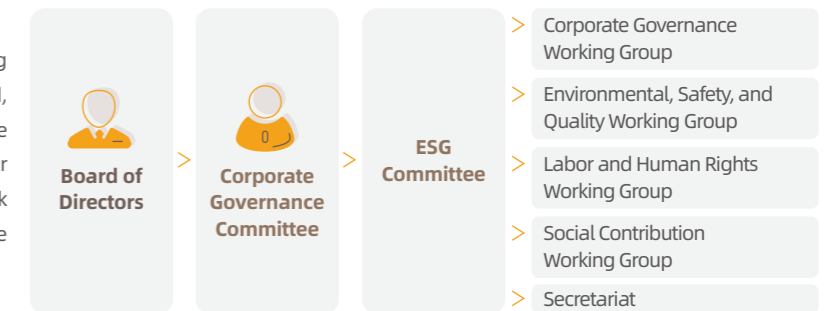 Board of
Directors
Corporate
Governance
Committee
ESG
Committee
Corporate Governance
Working Group
Environmental, Safety, and
Quality Working Group
Labor and Human Rights
Working Group
Social Contribution
Working Group
Secretariat